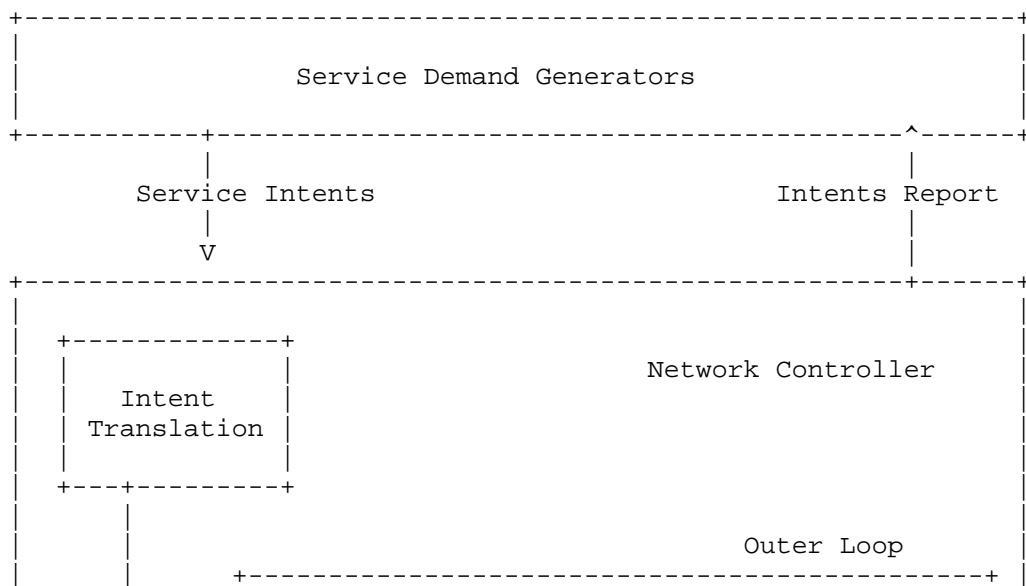 Service Demand Generators
Service Intents Intents Report
V
Network Controller
Intent
Translation
Outer Loop